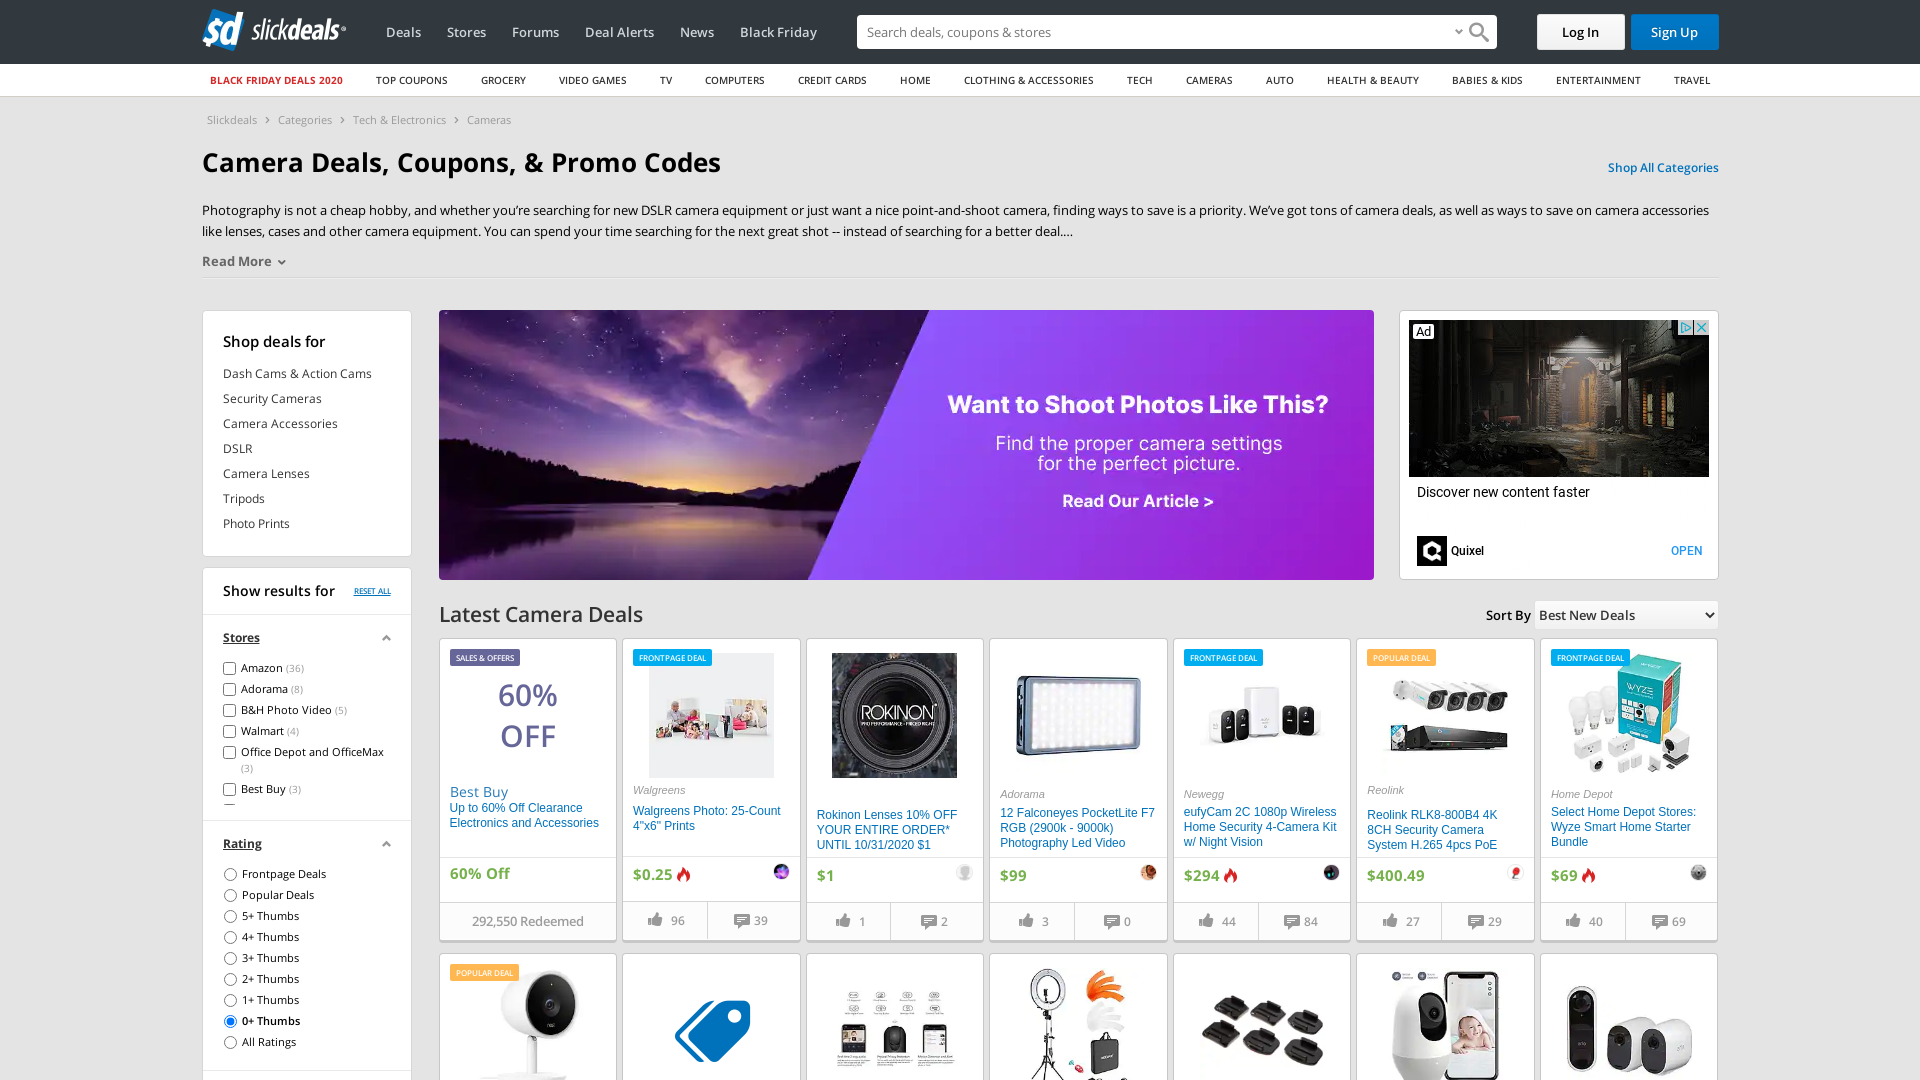 sd slickdeals
Deals
Stores
Forums
Deal Alerts
News
Black Friday
Search deals, coupons & stores
Log In
Sign Up
BLACK FRIDAY DEALS 2020
TOP COUPONS
GROCERY
VIDEO GAMES
TV
COMPUTERS
CREDIT CARDS
HOME
CLOTHING & ACCESSORIES
TECH
CAMERAS
AUTO
HEALTH & BEAUTY
BABIES & KIDS
ENTERTAINMENT
TRAVEL
Slickdeals > Categories > Tech & Electronics > Cameras
Camera Deals, Coupons, & Promo Codes
Shop All Categories
Photography is not a cheap hobby, and whether you’re searching for new DSLR camera equipment or just want a nice point-and-shoot camera, finding ways to save is a priority. We’ve got tons of camera deals, as well as ways to save on camera accessories
like lenses, cases and other camera equipment. You can spend your time searching for the next great shot -- instead of searching for a better deal....
Read More
Shop deals for
Dash Cams & Action Cams
Security Cameras
Camera Accessories
DSLR
Camera Lenses
Tripods
Photo Prints
Show results for
RESET ALL
Stores
Amazon (36)
Adorama (8)
B&H Photo Video (5)
Walmart (4)
Office Depot and OfficeMax
(3)
Best Buy (3)
Rating
Frontpage Deals
Popular Deals
5+ Thumbs
4+ Thumbs
3+ Thumbs
2+ Thumbs
1+ Thumbs
0+ Thumbs
All Ratings
Want to Shoot Photos Like This?
Find the proper camera settings
for the perfect picture.
Read Our Article >
Ad
Discover new content faster
Quixel
OPEN
Latest Camera Deals
Sort By
Best New Deals
SALES & OFFERS
60%
OFF
Best Buy
Up to 60% Off Clearance
Electronics and Accessories
60% Off
292,550 Redeemed
FRONTPAGE DEAL
Walgreens
Walgreens Photo: 25-Count
4"x6" Prints
$0.25
96
39
ROKINON
Rokinon Lenses 10% OFF
YOUR ENTIRE ORDER*
UNTIL 10/31/2020 $1
$1
1
2
Adorama
12 Falconeyes PocketLite F7
RGB (2900k - 9000k)
Photography Led Video
$99
3
0
FRONTPAGE DEAL
Newegg
eufyCam 2C 1080p Wireless
Home Security 4-Camera Kit
w/ Night Vision
$294
44
84
POPULAR DEAL
Reolink
Reolink RLK8-800B4 4K
8CH Security Camera
System H.265 4pcs PoE
$400.49
27
29
FRONTPAGE DEAL
WYZE
Home Depot
Select Home Depot Stores:
Wyze Smart Home Starter
Bundle
$69
40
69
POPULAR DEAL